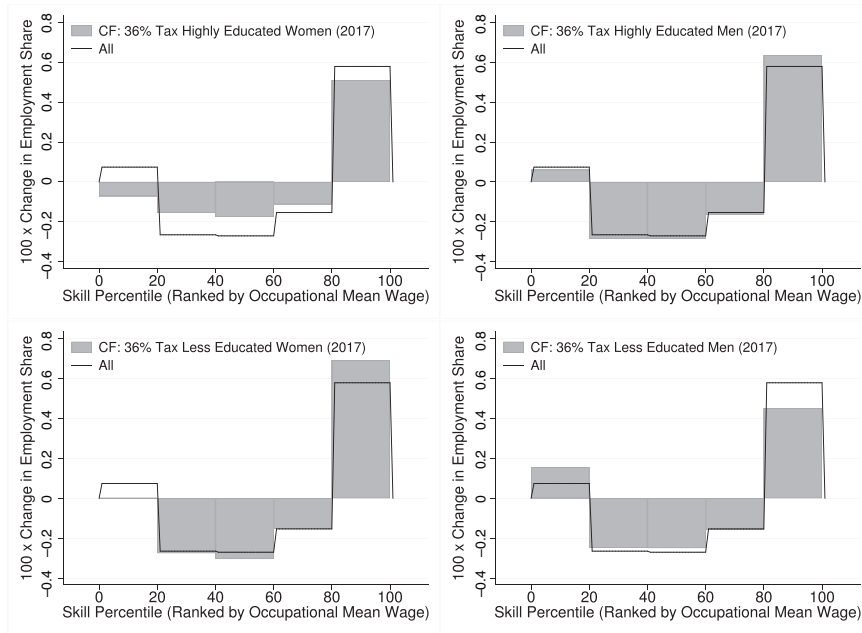 100 x Change in Employment Share
0.8
0.6
0.4
0.2
0
−0.2
−0.4
CF: 36% Tax Highly Educated Women (2017)
All
0 20 40 60 80 100
Skill Percentile (Ranked by Occupational Mean Wage)
100 x Change in Employment Share
0.8
0.6
0.4
0.2
0
−0.2
−0.4
CF: 36% Tax Highly Educated Men (2017)
All
0 20 40 60 80 100
Skill Percentile (Ranked by Occupational Mean Wage)
100 x Change in Employment Share
0.8
0.6
0.4
0.2
0
−0.2
−0.4
CF: 36% Tax Less Educated Women (2017)
All
0 20 40 60 80 100
Skill Percentile (Ranked by Occupational Mean Wage)
100 x Change in Employment Share
0.8
0.6
0.4
0.2
0
−0.2
−0.4
CF: 36% Tax Less Educated Men (2017)
All
0 20 40 60 80 100
Skill Percentile (Ranked by Occupational Mean Wage)